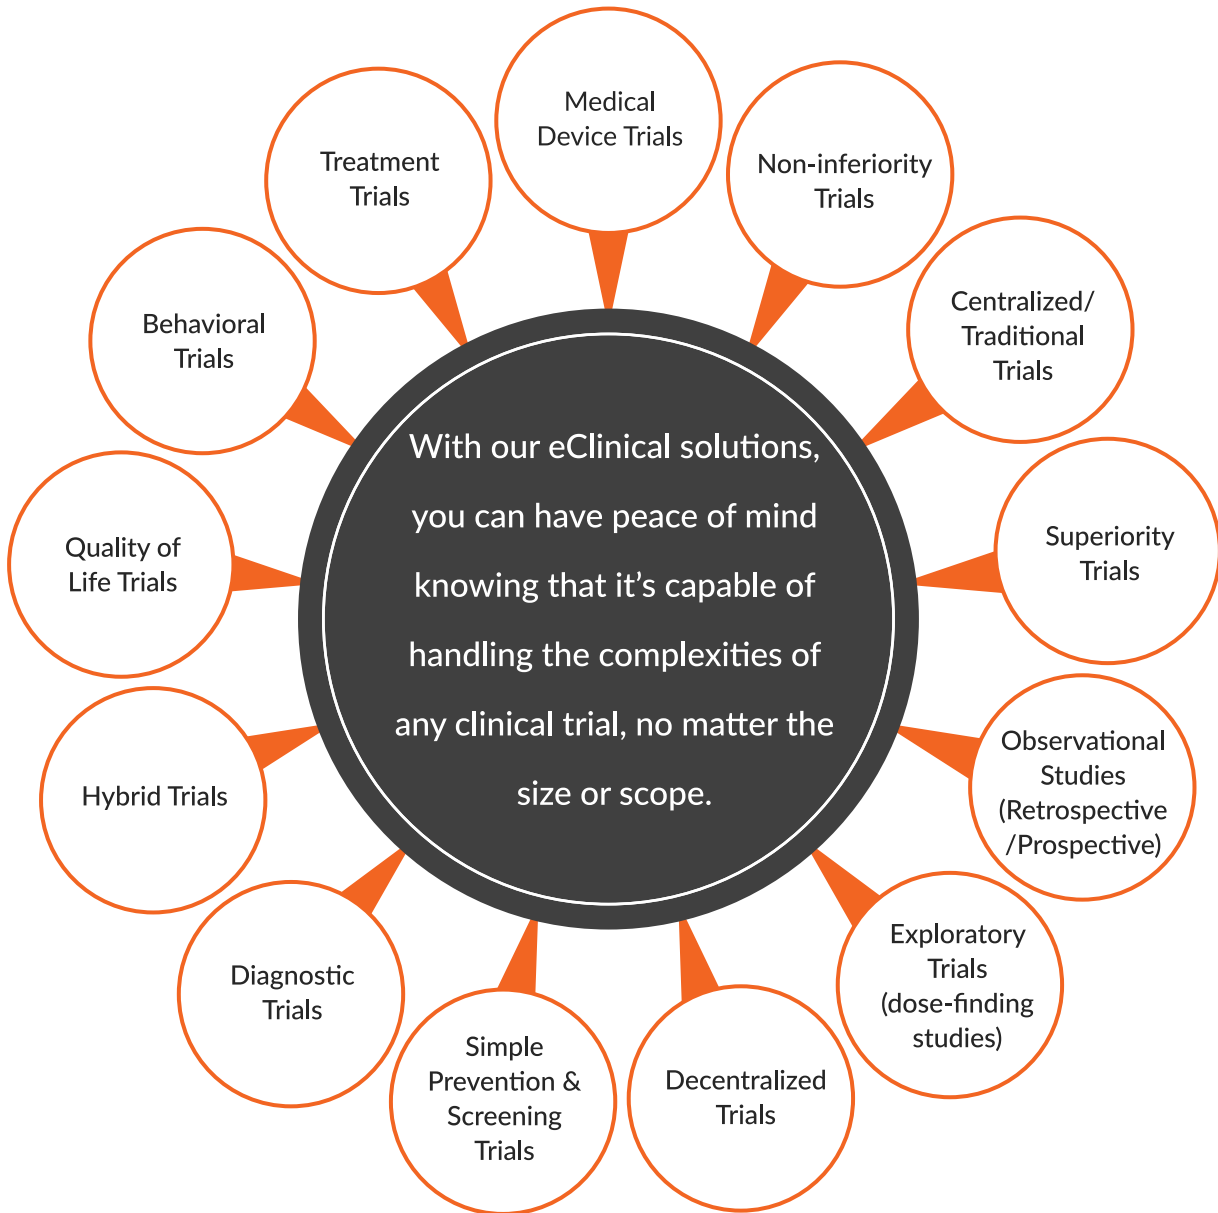 Medical
Device Trials
Non-inferiority
Trials
Centralized/
Traditional
Trials
Superiority
Trials
Observational
Studies
(Retrospective
/Prospective)
Exploratory
Trials
(dose-finding
studies)
Decentralized
Trials
Simple
Prevention &
Screening
Trials
Diagnostic
Trials
Hybrid Trials
Quality of
Life Trials
Behavioral
Trials
Treatment
Trials
With our eClinical solutions,
you can have peace of mind
knowing that it’s capable of
handling the complexities of
any clinical trial, no matter the
size or scope.